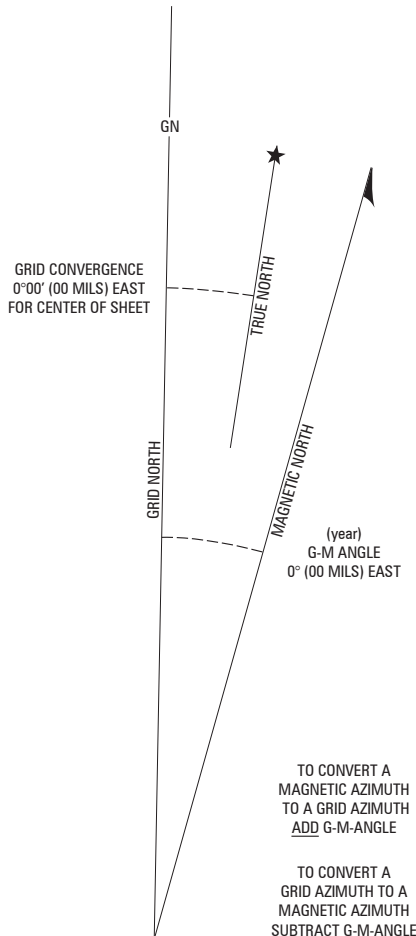 GN
GRID CONVERGENCE
0°00′ (00 MILS) EAST
FOR CENTER OF SHEET
TRUE NORTH
GRID NORTH
MAGNETIC NORTH
(year)
G-M ANGLE
0° (00 MILS) EAST
TO CONVERT A
MAGNETIC AZIMUTH
TO A GRID AZIMUTH
ADD G-M-ANGLE
TO CONVERT A
GRID AZIMUTH TO A
MAGNETIC AZIMUTH
SUBTRACT G-M-ANGLE